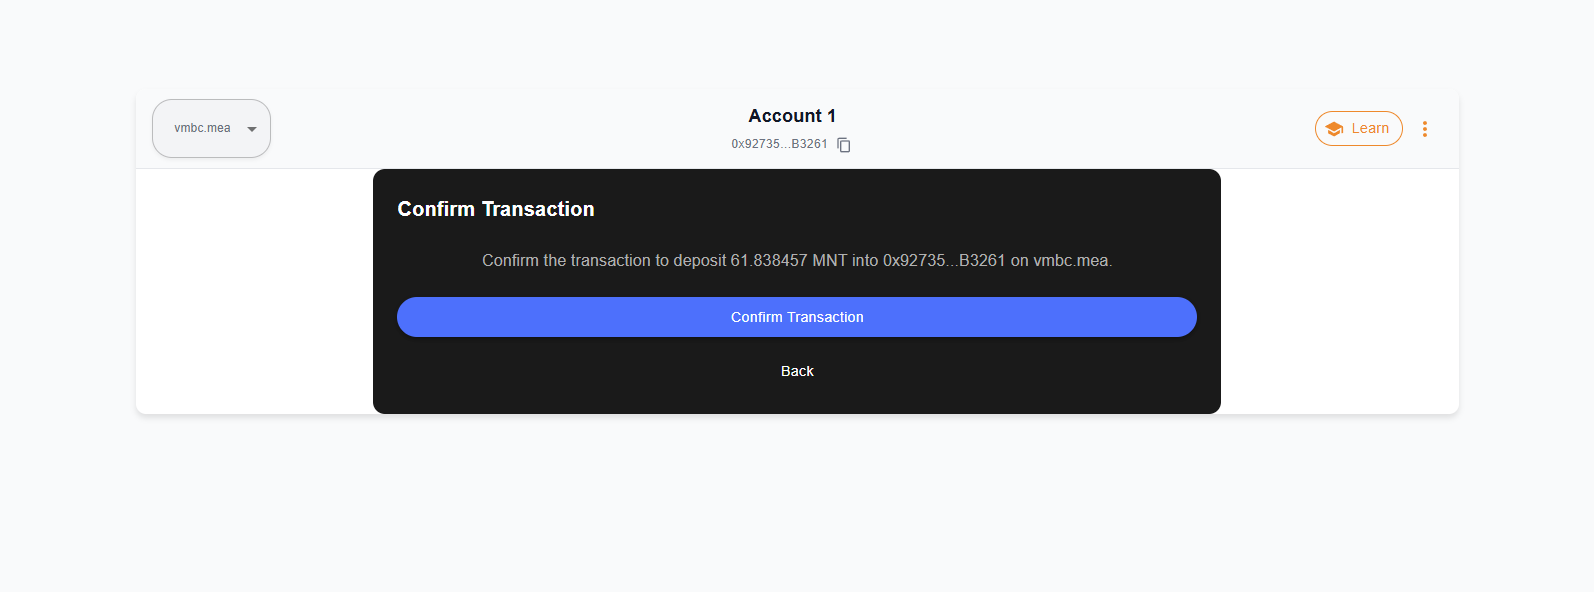 vmbc.mea
Account 1
0x92735...B3261
Learn
Confirm Transaction
Confirm the transaction to deposit 61.838457 MNT into 0x92735...B3261 on vmbc.mea.
Confirm Transaction
Back